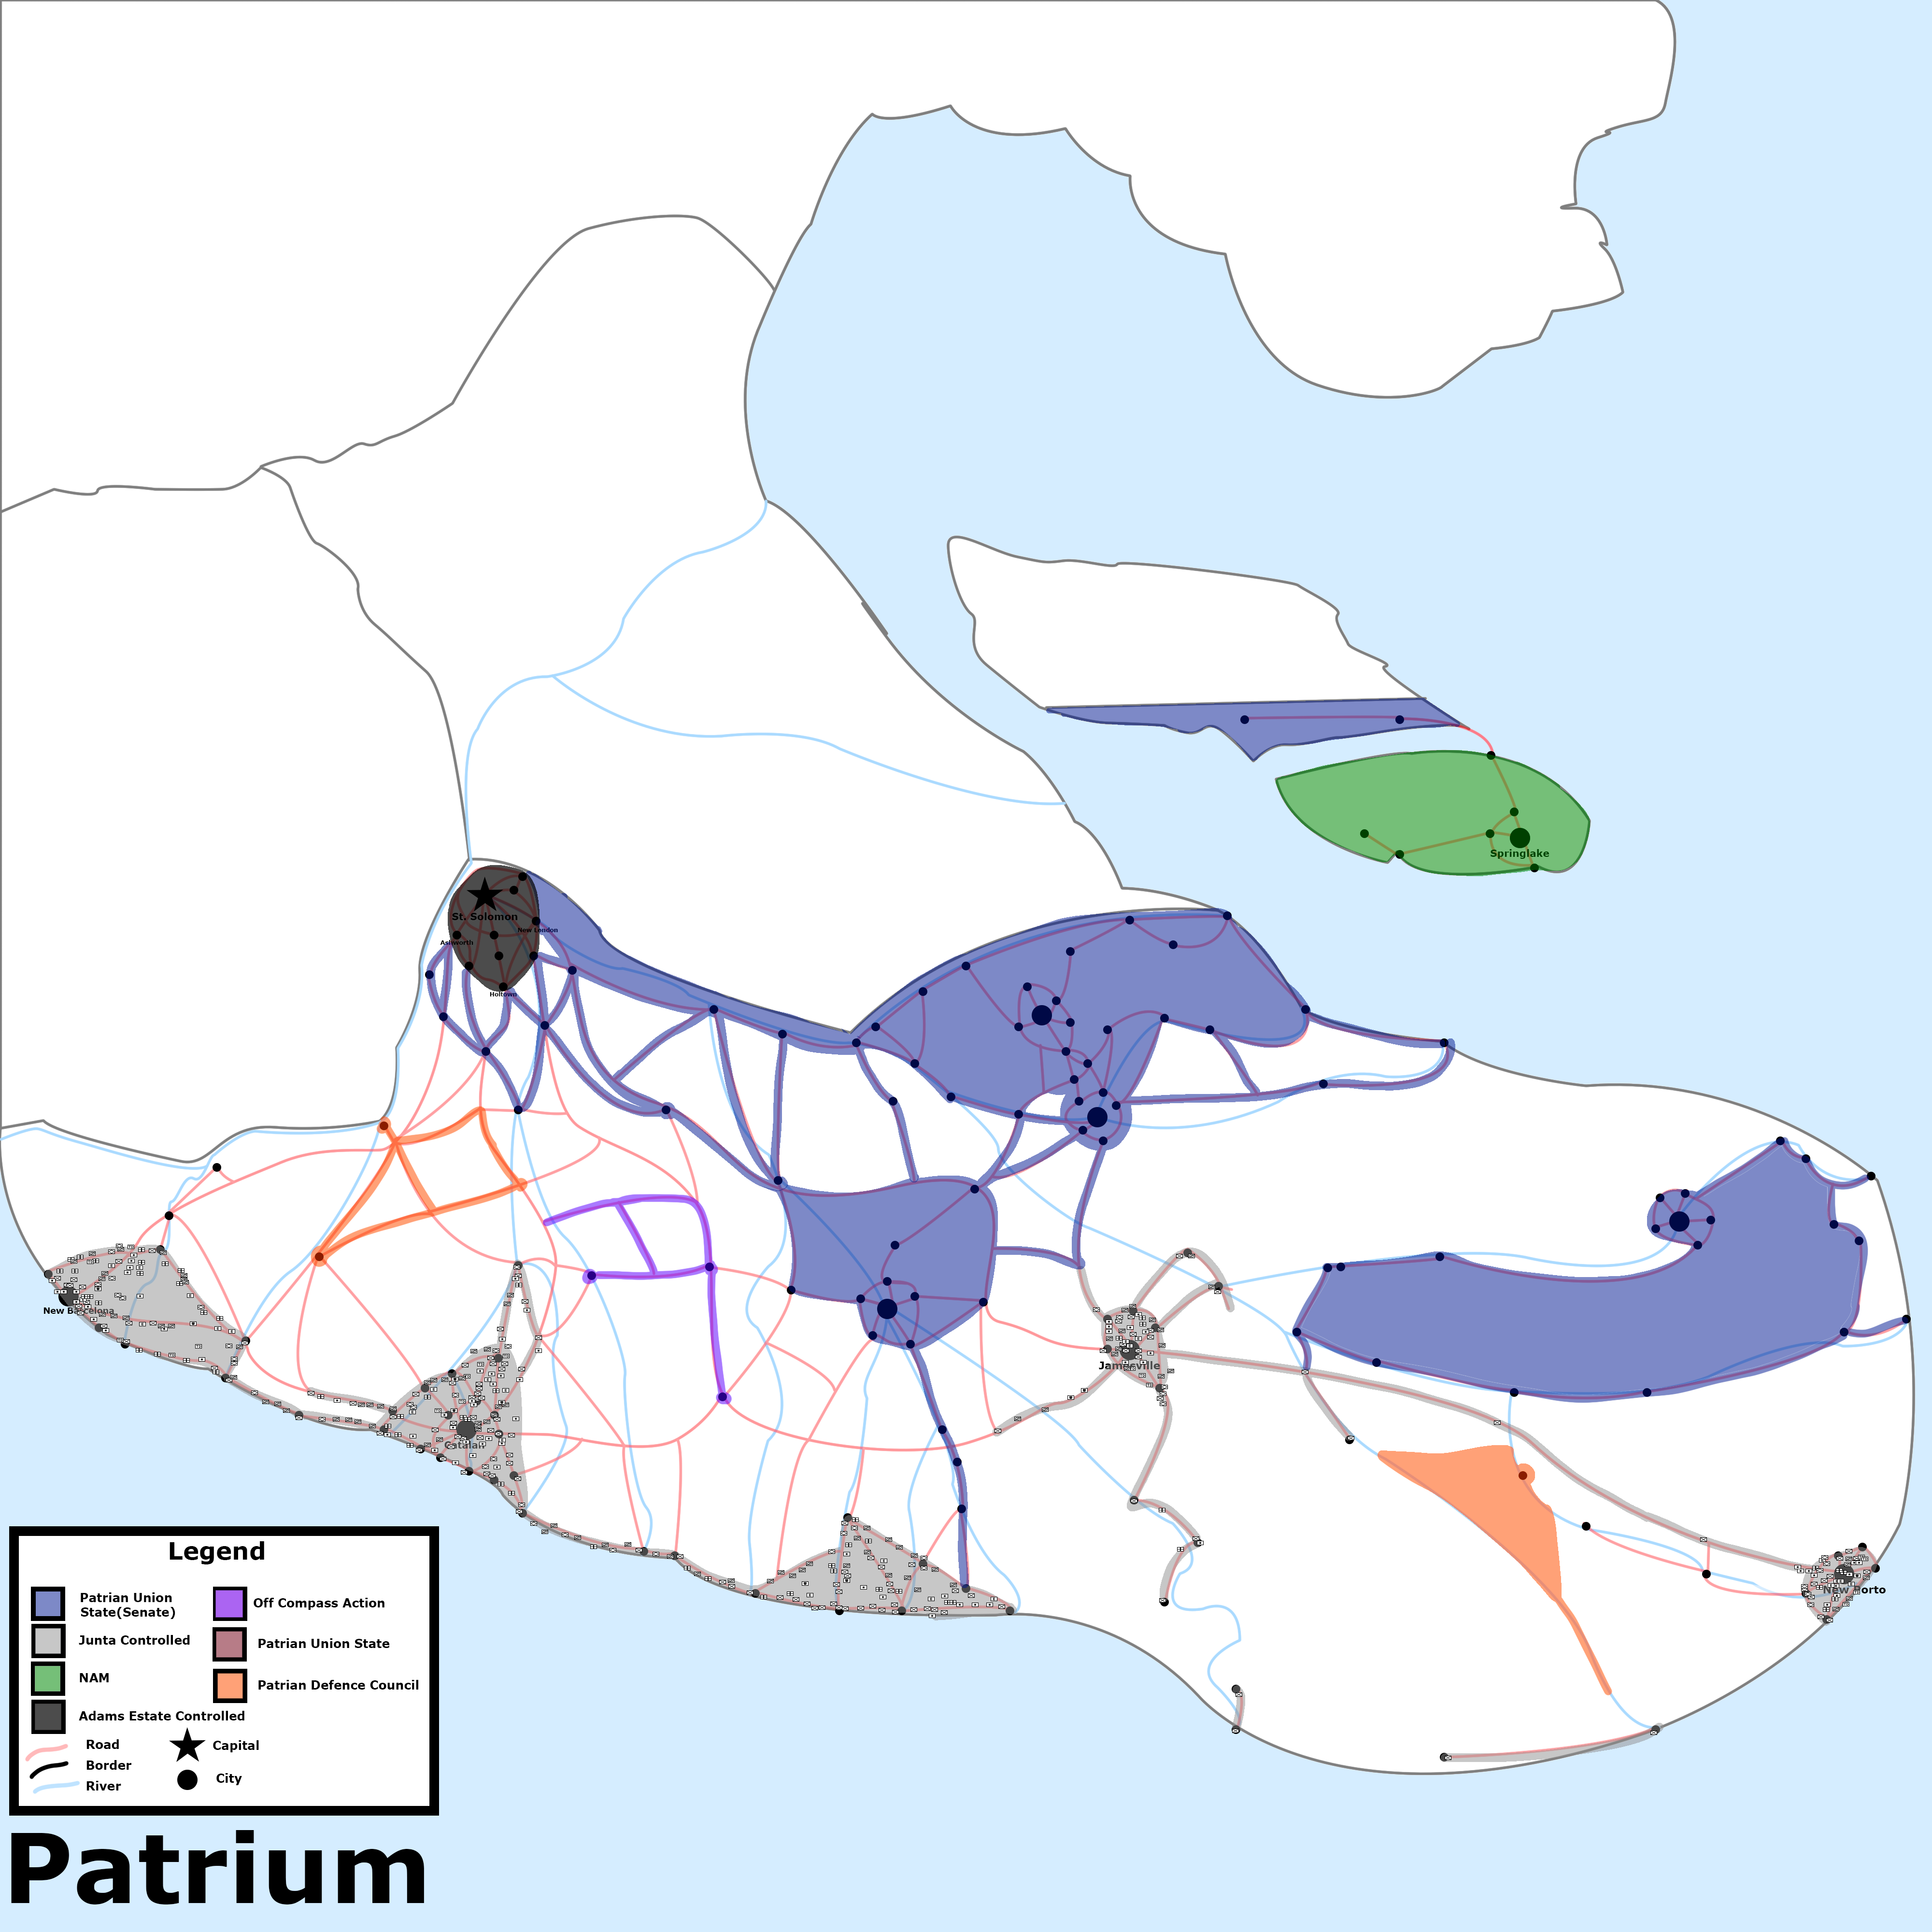 Springlake
St. Solomon
New London
Ashworth
Holtown
New Barcelona
Jamesville
Catalan
New Porto
Legend
Patrian Union
State(Senate)
Off Compass Action
Junta Controlled
Patrian Union State
NAM
Patrian Defence Council
Adams Estate Controlled
Road
Capital
Border
City
River
Patrium